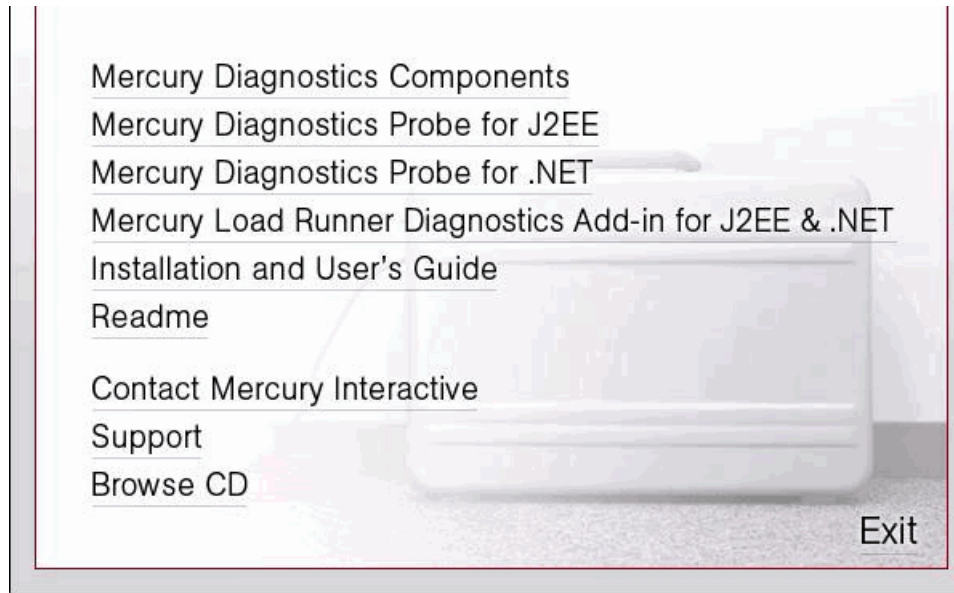 Mercury Diagnostics Components
Mercury Diagnostics Probe for J2EE
Mercury Diagnostics Probe for .NET
Mercury Load Runner Diagnostics Add-in for J2EE & .NET
Installation and User's Guide
Readme
Contact Mercury Interactive
Support
Browse CD
Exit